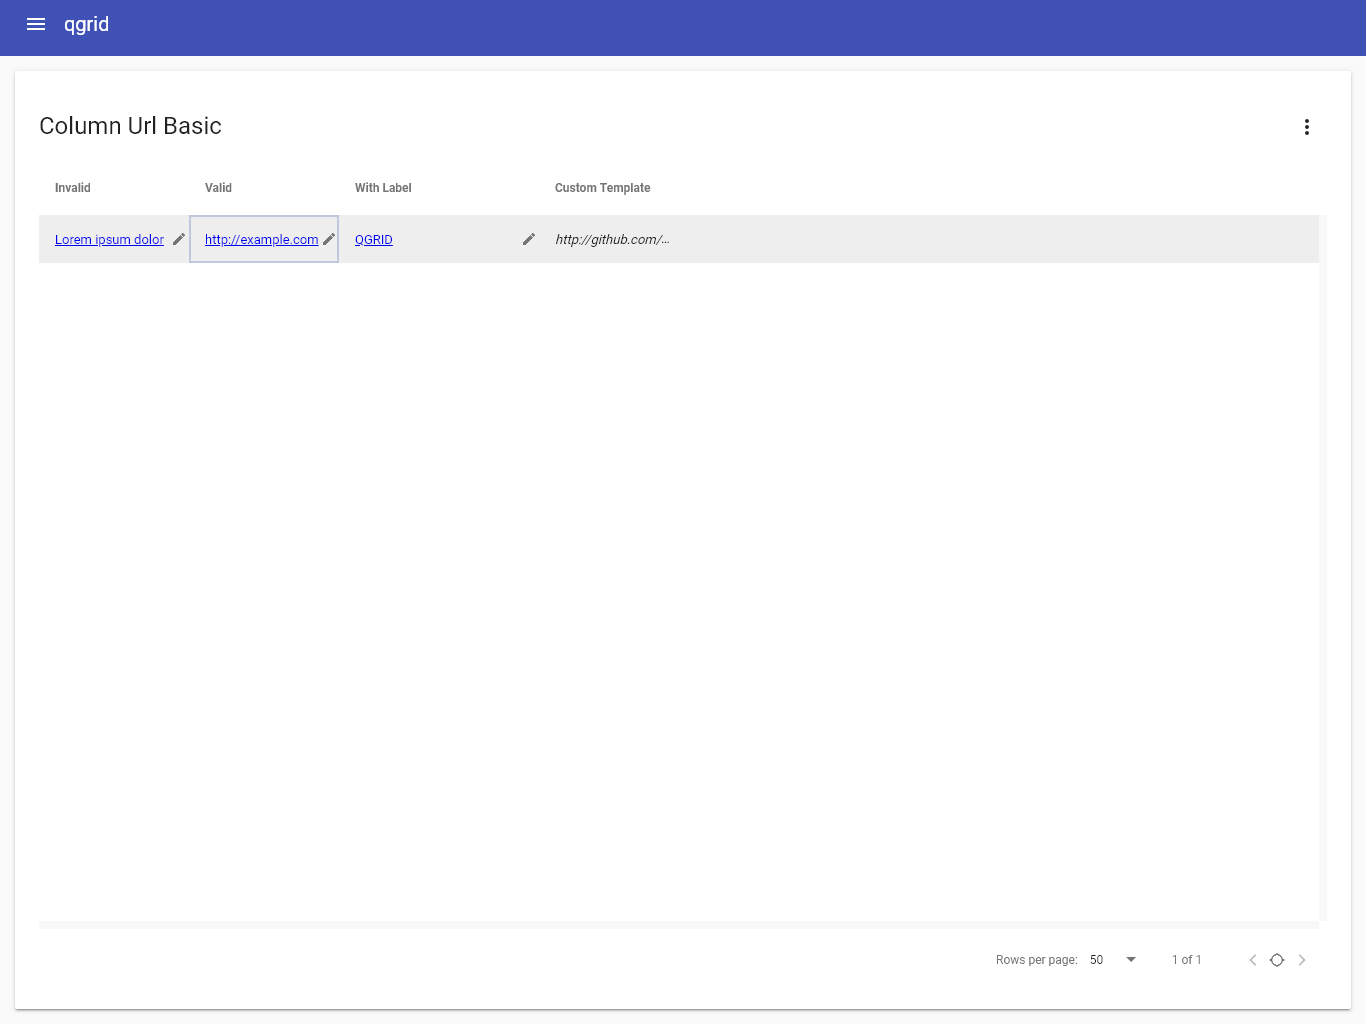 qgrid
Column Url Basic
Invalid Valid With Label Custom Template
Lorem ipsum dolor http://example.com QGRID http://github.com/...
Rows per page: 50 1 of 1